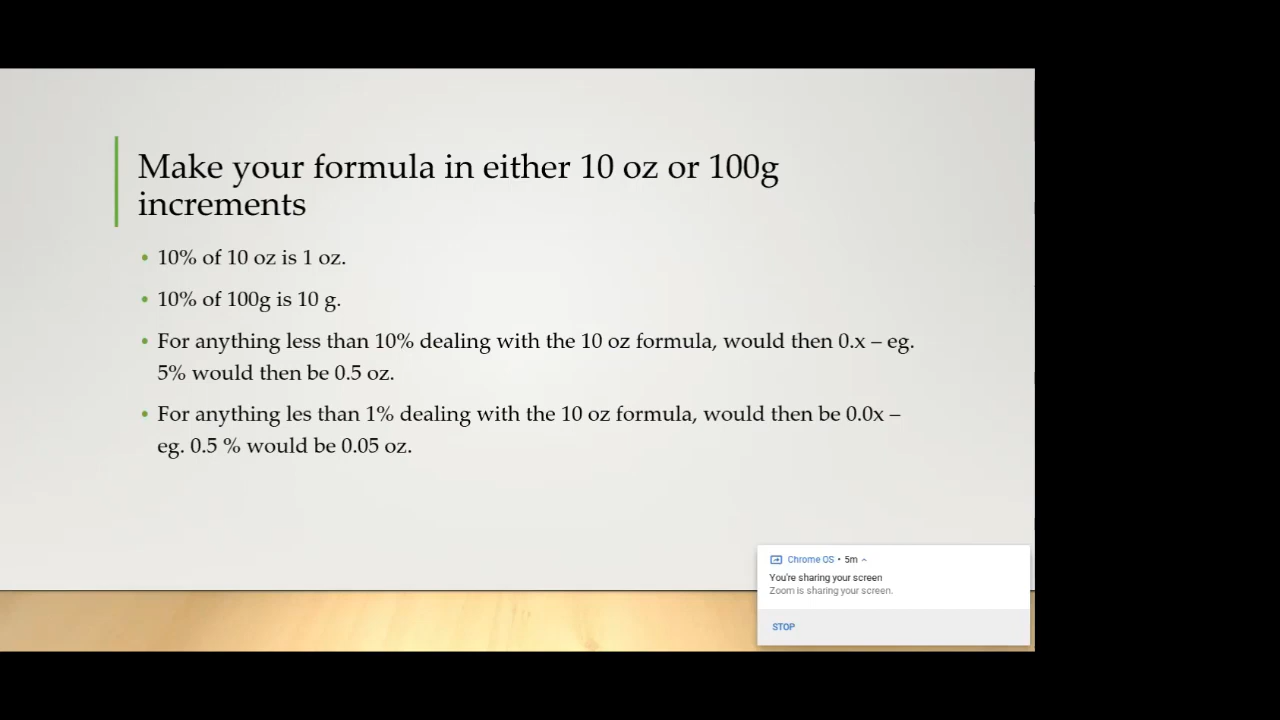 Make your formula in either 10 oz or 100g
increments
• 10% of 10 oz is 1 oz.
• 10% of 100g is 10 g.
• For anything less than 10% dealing with the 10 oz formula, would then 0.x – eg.
5% would then be 0.5 oz.
• For anything les than 1% dealing with the 10 oz formula, would then be 0.0x –
eg. 0.5 % would be 0.05 oz.
Chrome OS • 5m
You're sharing your screen
Zoom is sharing your screen.
STOP